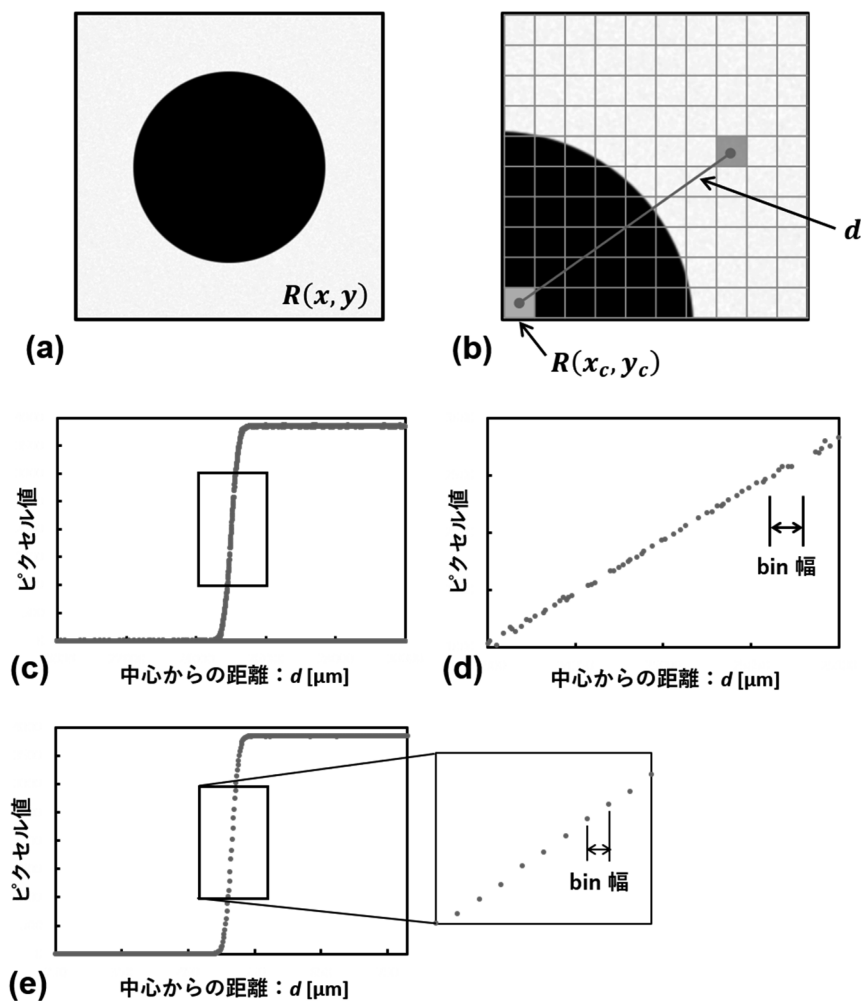 R(x, y)
(a)
d
(b)
R(x_c, y_c)
ピクセル値
(c)
中心からの距離：d [μm]
ピクセル値
bin 幅
(d)
中心からの距離：d [μm]
ピクセル値
bin 幅
(e)
中心からの距離：d [μm]